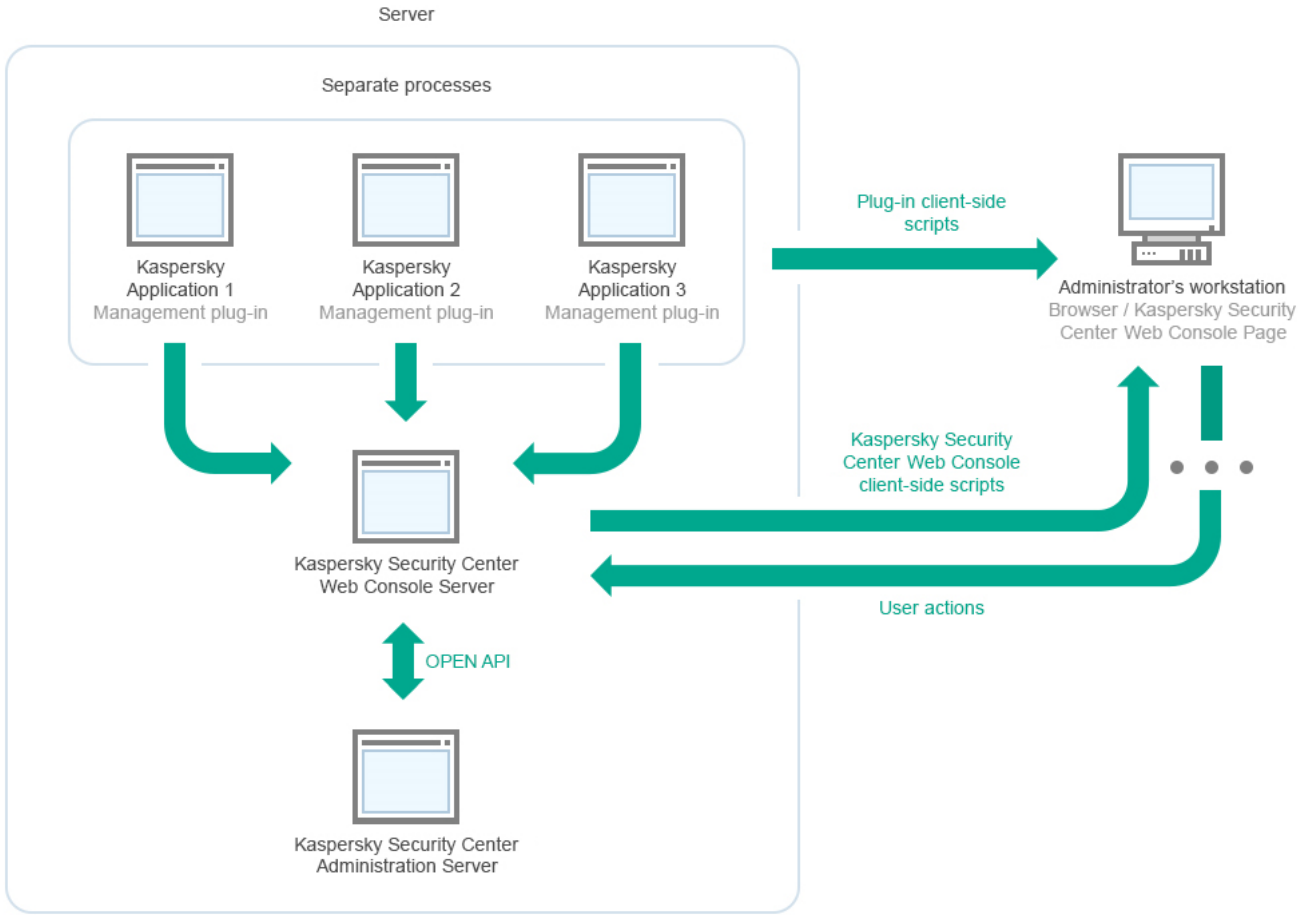 Server
Separate processes
Kaspersky
Application 1
Management plug-in
Kaspersky
Application 2
Management plug-in
Kaspersky
Application 3
Management plug-in
Plug-in client-side
scripts
Administrator's workstation
Browser / Kaspersky Security
Center Web Console Page
Kaspersky Security
Center Web Console
client-side scripts
Kaspersky Security Center
Web Console Server
User actions
OPEN API
Kaspersky Security Center
Administration Server